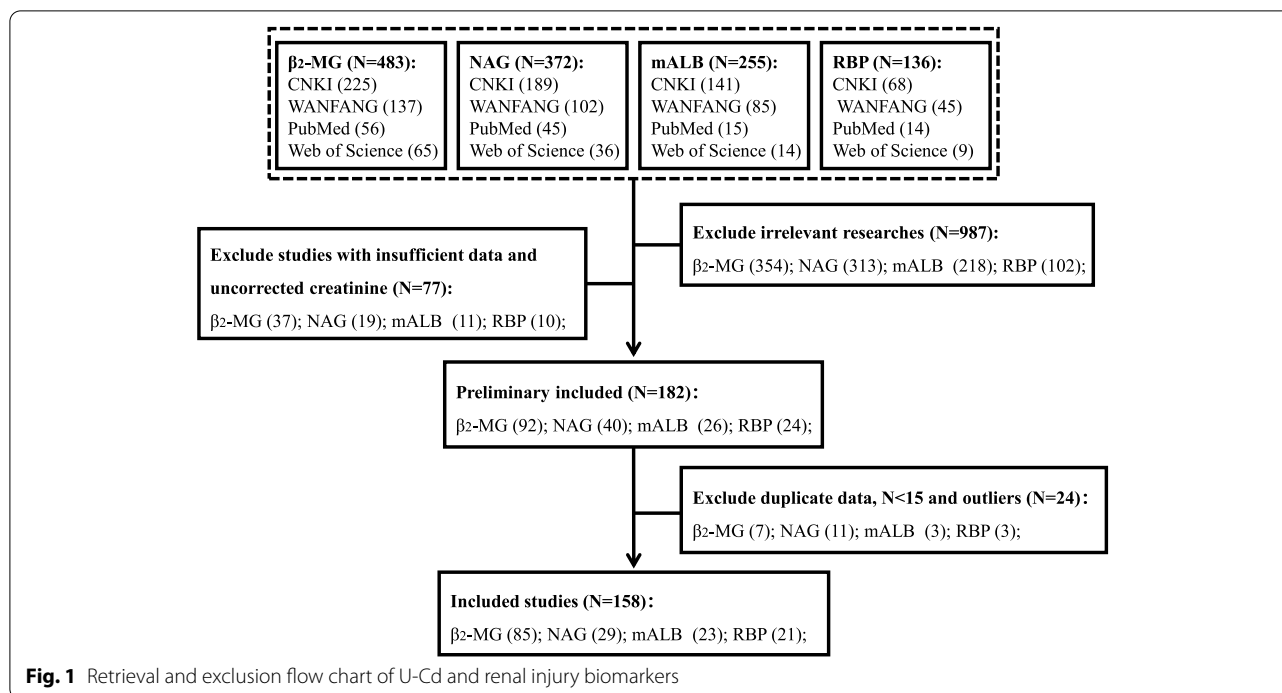 β2-MG (N=483):
CNKI (225)
WANFANG (137)
PubMed (56)
Web of Science (65)
NAG (N=372):
CNKI (189)
WANFANG (102)
PubMed (45)
Web of Science (36)
mALB (N=255):
CNKI (141)
WANFANG (85)
PubMed (15)
Web of Science (14)
RBP (N=136):
CNKI (68)
WANFANG (45)
PubMed (14)
Web of Science (9)
Exclude studies with insufficient data and
uncorrected creatinine (N=77):
β2-MG (37); NAG (19); mALB (11); RBP (10);
Exclude irrelevant researches (N=987):
β2-MG (354); NAG (313); mALB (218); RBP (102);
Preliminary included (N=182):
β2-MG (92); NAG (40); mALB (26); RBP (24);
Exclude duplicate data, N<15 and outliers (N=24):
β2-MG (7); NAG (11); mALB (3); RBP (3);
Included studies (N=158):
β2-MG (85); NAG (29); mALB (23); RBP (21);
Fig. 1 Retrieval and exclusion flow chart of U-Cd and renal injury biomarkers